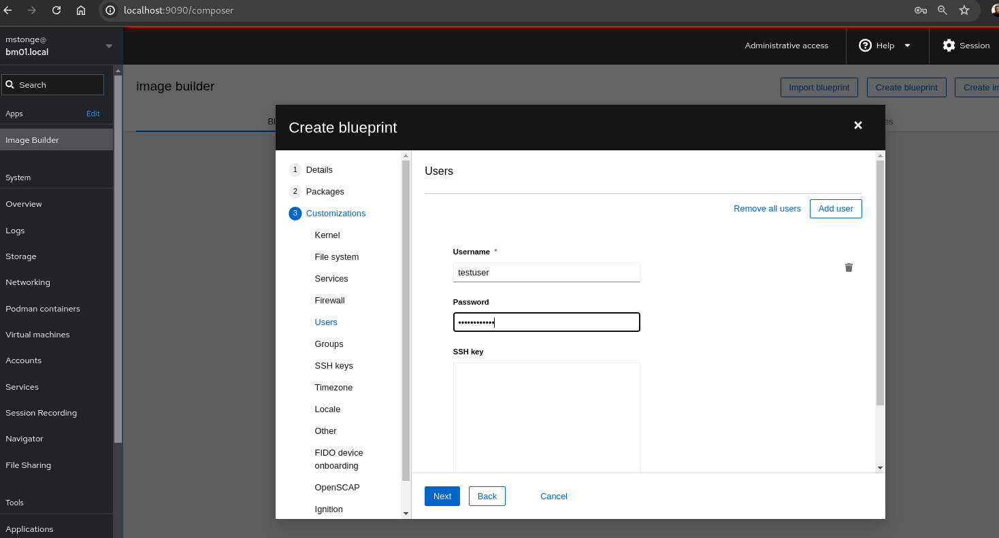 localhost:9090/composer
mstonge@
bm01.local
Administrative access
Help
Session
Search
Apps
Edit
Image Builder
System
Overview
Logs
Storage
Networking
Podman containers
Virtual machines
Accounts
Services
Session Recording
Navigator
File Sharing
Tools
Applications
image builder
Import blueprint
Create blueprint
Create im
Bl
es
Create blueprint
1 Details
2 Packages
3 Customizations
Kernel
File system
Services
Firewall
Users
Groups
SSH keys
Timezone
Locale
Other
FIDO device
onboarding
OpenSCAP
Ignition
Users
Remove all users
Add user
Username *
testuser
Password
••••••••••••
SSH key
Next
Back
Cancel